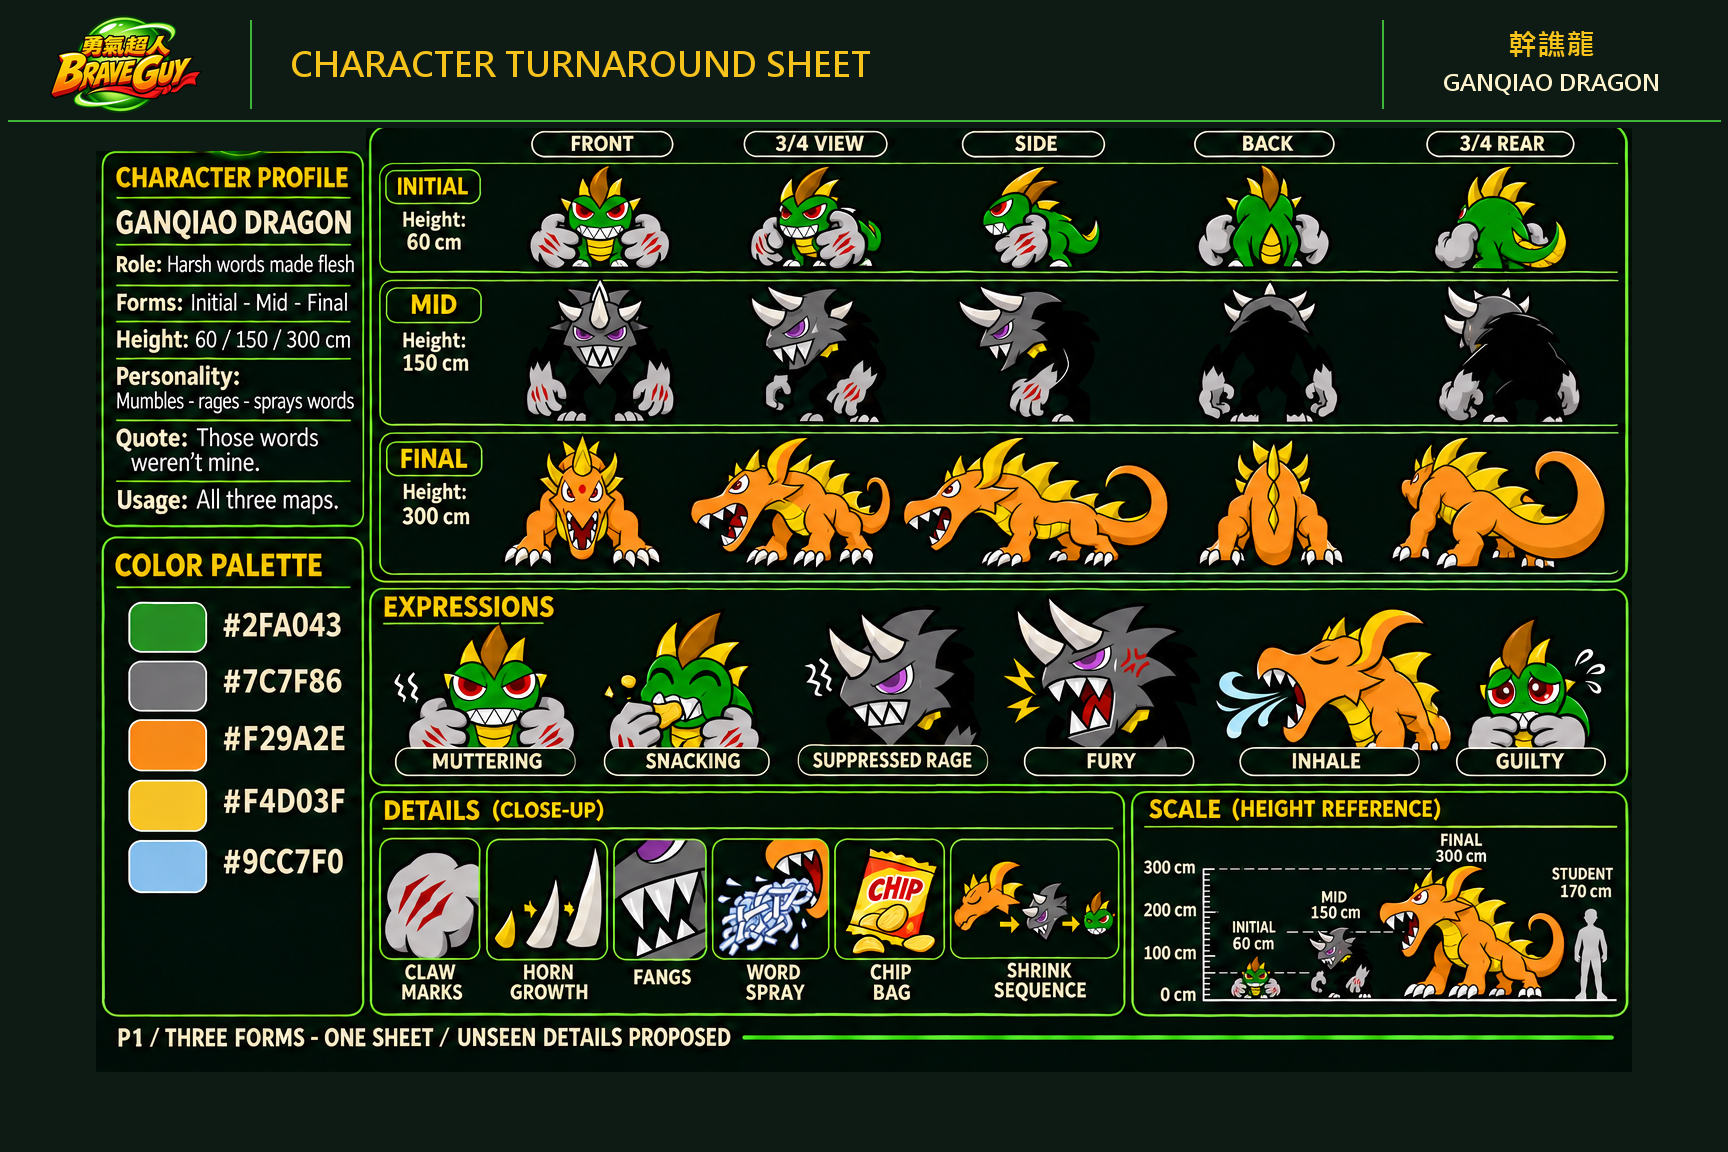 勇氣超人
BRAVEGUY
CHARACTER TURNAROUND SHEET
幹譙龍
GANQIAO DRAGON
CHARACTER PROFILE
GANQIAO DRAGON
Role: Harsh words made flesh
Forms: Initial - Mid - Final
Height: 60 / 150 / 300 cm
Personality:
Mumbles - rages - sprays words
Quote: Those words
weren't mine.
Usage: All three maps.
COLOR PALETTE
#2FA043
#7C7F86
#F29A2E
#F4D03F
#9CC7F0
FRONT
3/4 VIEW
SIDE
BACK
3/4 REAR
INITIAL
Height:
60 cm
MID
Height:
150 cm
FINAL
Height:
300 cm
EXPRESSIONS
MUTTERING
SNACKING
SUPPRESSED RAGE
FURY
INHALE
GUILTY
DETAILS (CLOSE-UP)
CLAW
MARKS
HORN
GROWTH
FANGS
WORD
SPRAY
CHIP
CHIP
BAG
SHRINK
SEQUENCE
SCALE (HEIGHT REFERENCE)
300 cm
200 cm
100 cm
0 cm
INITIAL
60 cm
MID
150 cm
FINAL
300 cm
STUDENT
170 cm
P1 / THREE FORMS - ONE SHEET / UNSEEN DETAILS PROPOSED